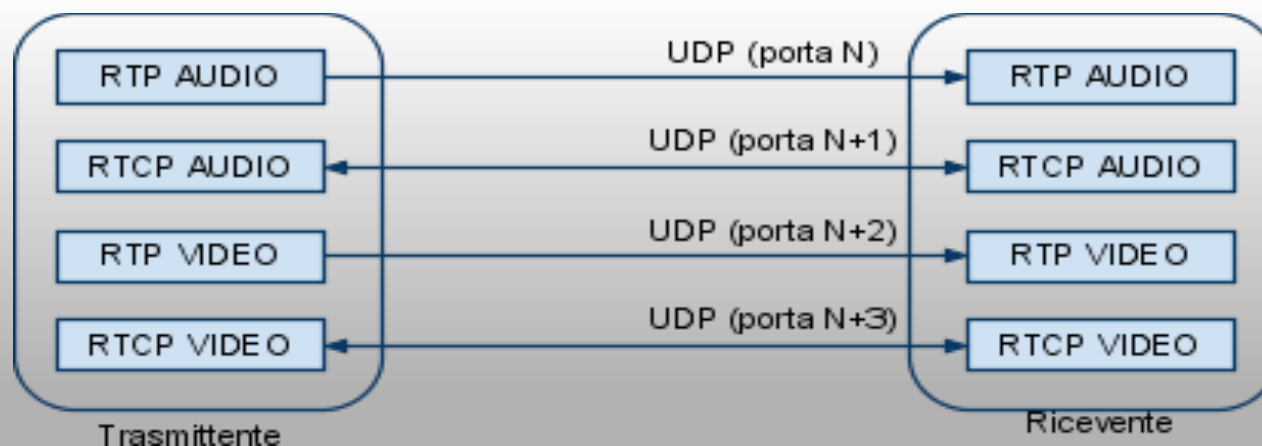 UDP (porta N)
RTP AUDIO
RTP AUDIO
UDP (porta N+1)
RTCP AUDIO
RTCP AUDIO
UDP (porta N+2)
RTP VIDEO
RTP VIDEO
UDP (porta N+3)
RTCP VIDEO
RTCP VIDEO
Trasmittente
Ricevente